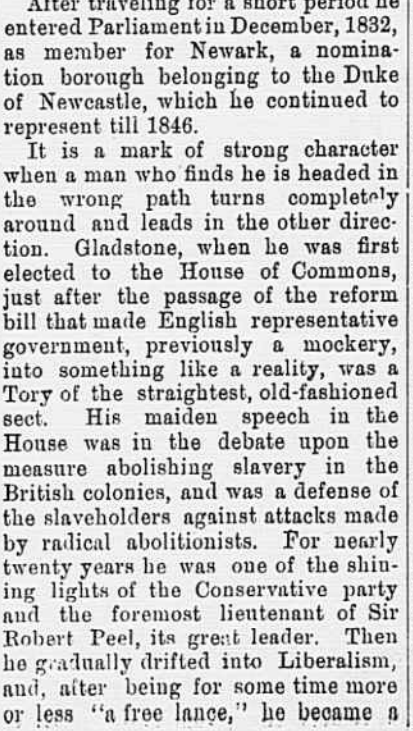 After traveling for a short period he
entered Parliament in December, 1832,
as member for Newark, a nomina-
tion borough belonging to the Duke
of Newcastle, which he continued to
represent till 1846.
It is a mark of strong character
when a man who finds he is headed in
the wrong path turns completely
around and leads in the other direc-
tion. Gladstone, when he was first
elected to the House of Commons,
just after the passage of the reform
bill that made English representative
government, previously a mockery,
into something like a reality, was a
Tory of the straightest, old-fashioned
sect. His maiden speech in the
House was in the debate upon the
measure abolishing slavery in the
British colonies, and was a defense of
the slaveholders against attacks made
by radical abolitionists. For nearly
twenty years he was one of the shin-
ing lights of the Conservative party
and the foremost lieutenant of Sir
Robert Peel, its great leader. Then
he gradually drifted into Liberalism,
and, after being for some time more
or less "a free lance," he became a